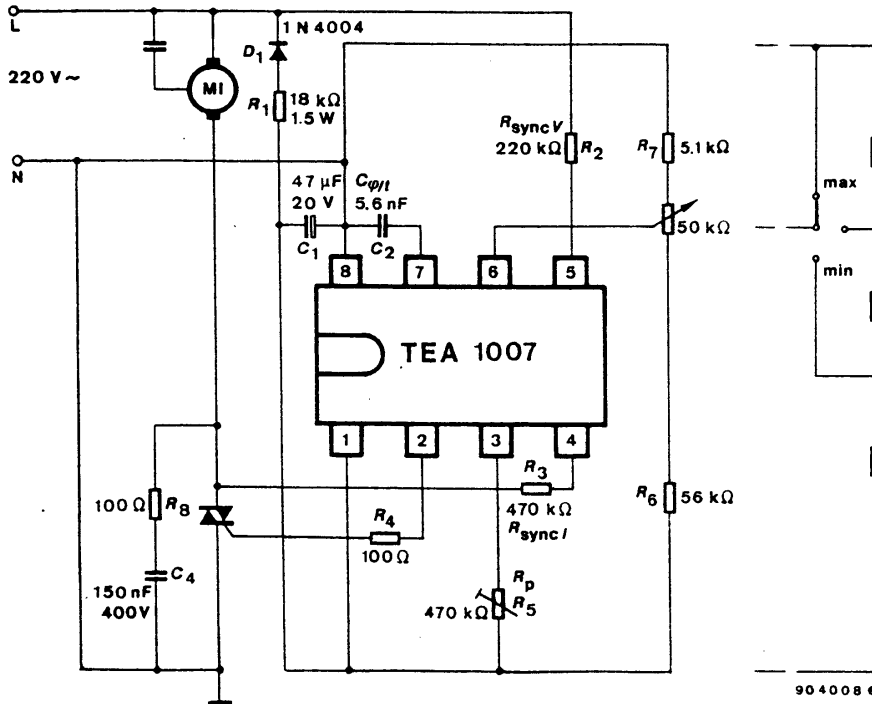 L
1 N 4004
D1
220 V ~
MI
R1
18 kΩ
1.5 W
RsyncV
220 kΩ
R2
R7
5.1 kΩ
N
47 µF
20 V
Cφ/t
5.6 nF
max
50 kΩ
C1
C2
8
7
6
5
min
TEA 1007
1
2
3
4
R3
470 kΩ
RsyncI
100 Ω
R8
R4
100 Ω
R6
56 kΩ
C4
150 nF
400V
Rp
470 kΩ
R5
904008